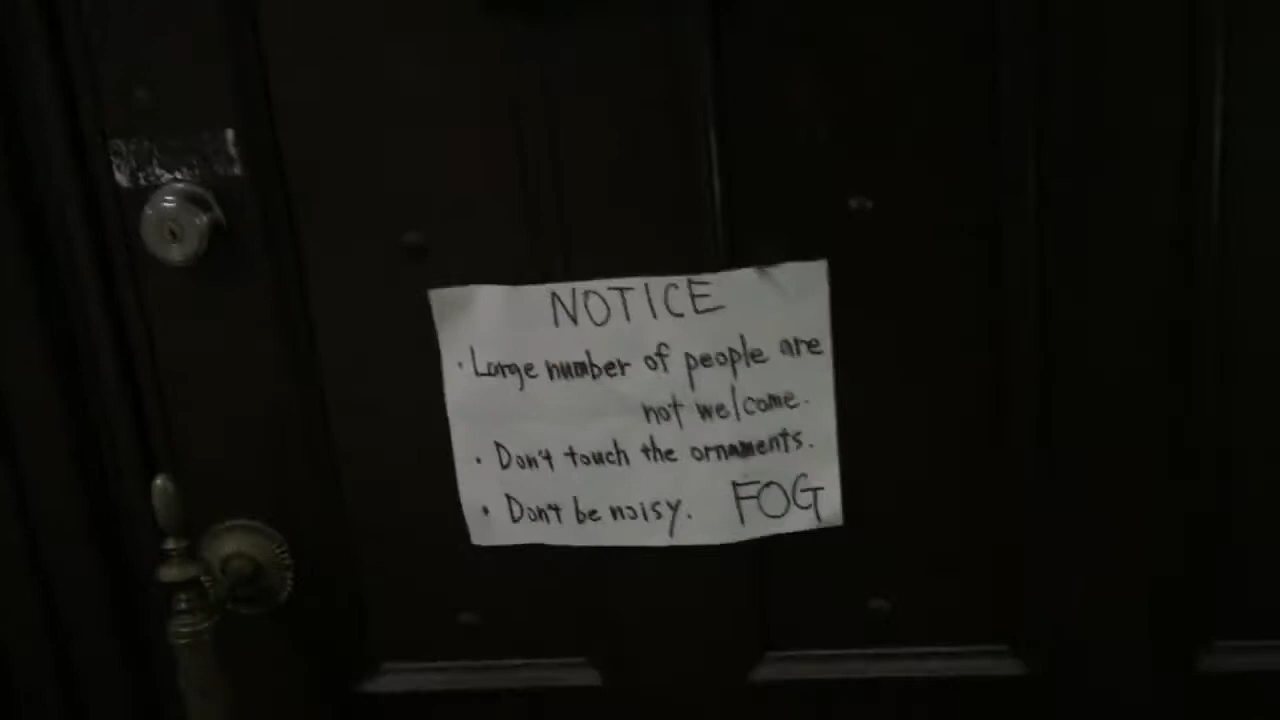 NOTICE
· Large number of people are
not welcome.
· Don't touch the ornaments.
· Don't be noisy. FOG